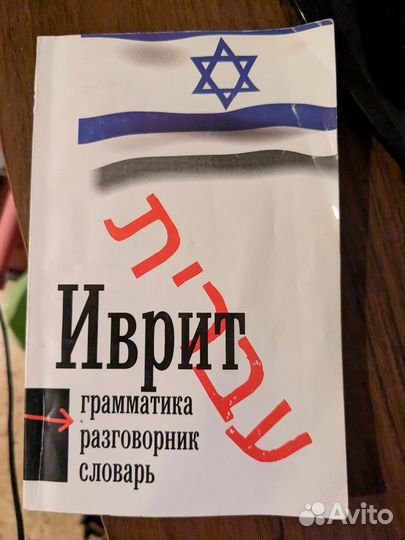 עברית
Иврит
грамматика
разговорник
словарь
Avito